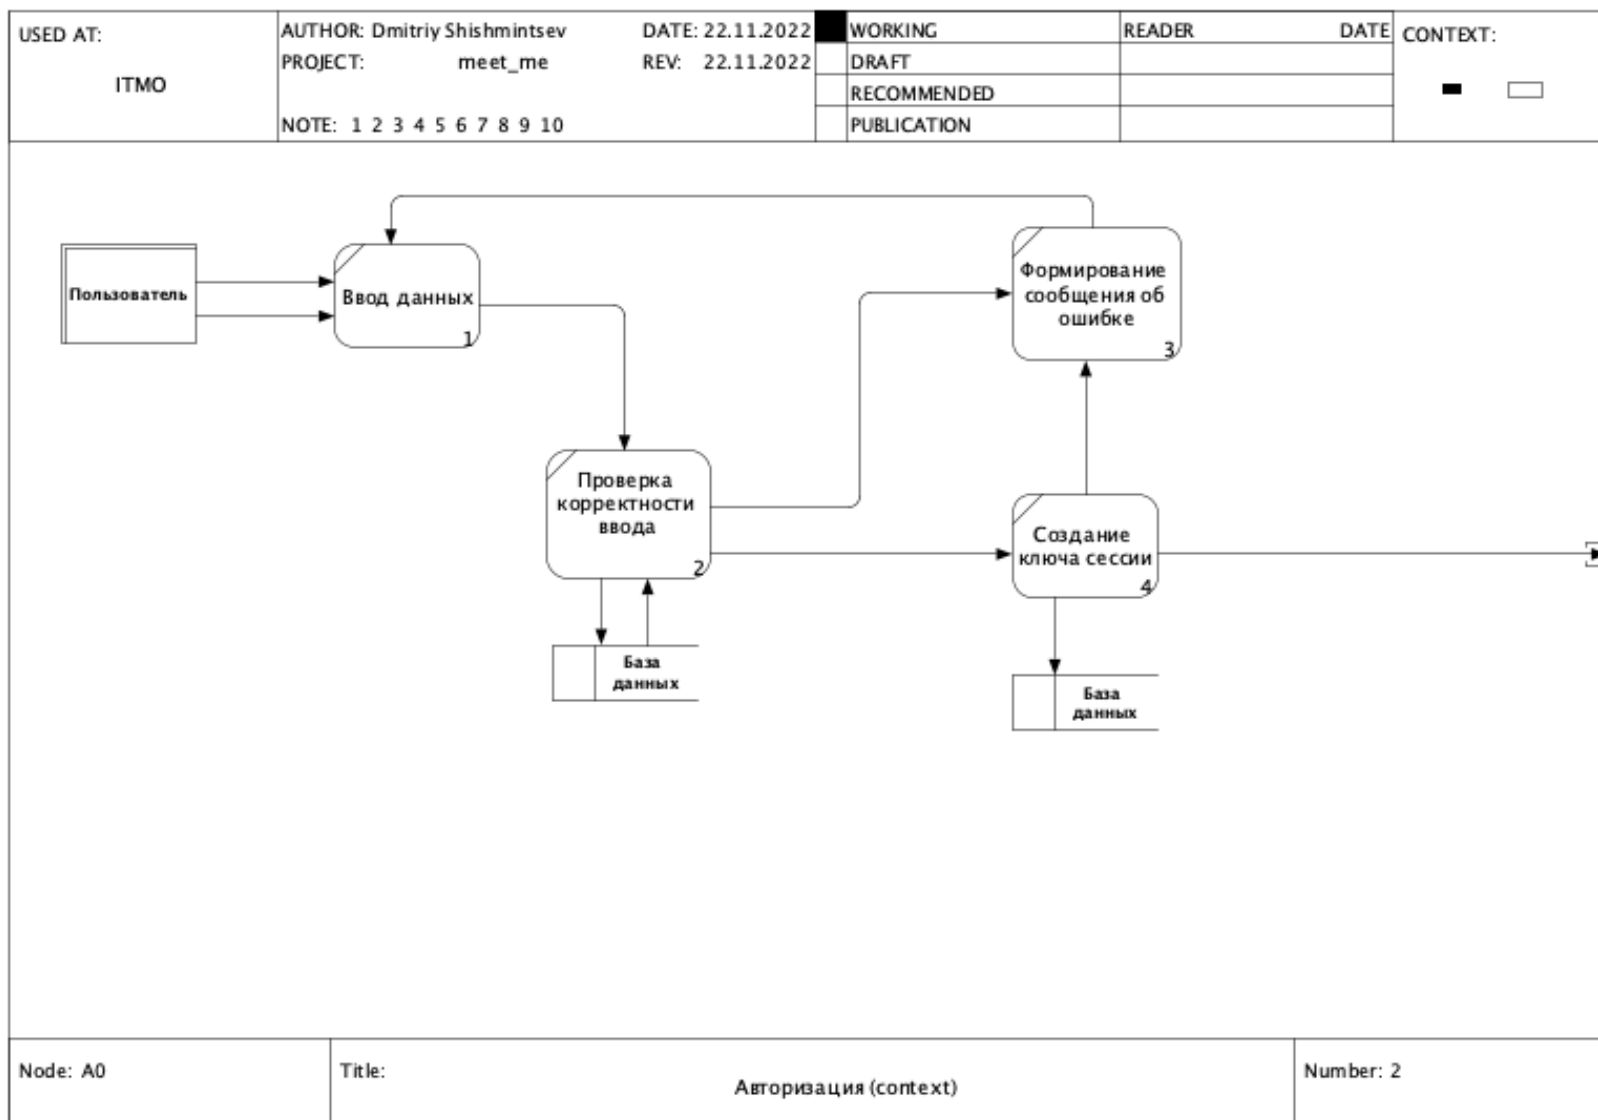 USED AT:
ITMO
AUTHOR: Dmitriy Shishmintsev
DATE: 22.11.2022
PROJECT: meet_me
REV: 22.11.2022
NOTE: 1 2 3 4 5 6 7 8 9 10
WORKING
DRAFT
RECOMMENDED
PUBLICATION
READER
DATE
CONTEXT:
Пользователь
Ввод данных
1
Формирование
сообщения об
ошибке
3
Проверка
корректности
ввода
2
Создание
ключа сессии
4
База
данных
База
данных
Node: A0
Title:
Авторизация (context)
Number: 2